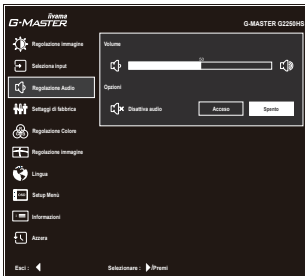 iiyama
G-MASTER
G-MASTER G2250HS
Regolazione immagine
Selezione input
Regolazione Audio
Settaggi di fabbrica
Regolazione Colore
Regolazione immagine
Lingua
Setup Menù
Informazioni
Azzera
Volume
50
Opzioni
Disattiva audio
Acceso
Spento
Esci :
Selezionare : /Premi